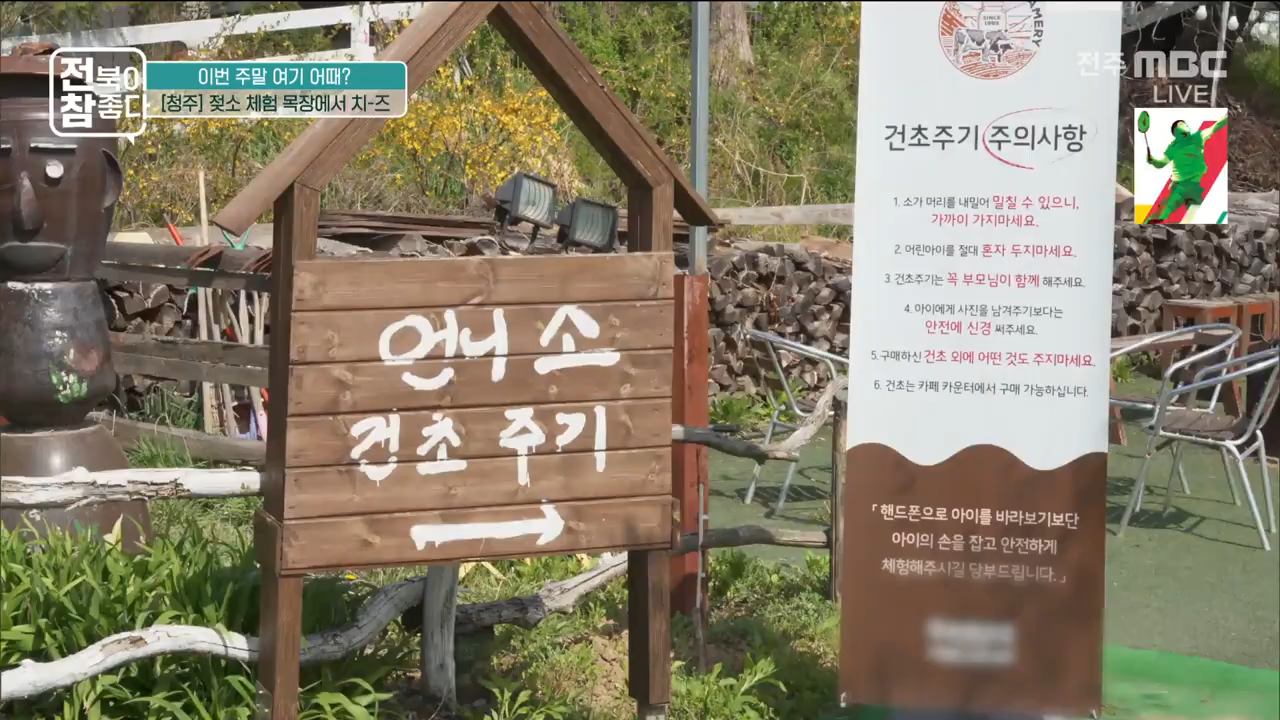 전북이
참좋다
이번 주말 여기 어때?
[청주] 젖소 체험 목장에서 치-즈
전주 MBC
LIVE
SINCE
언니 소
건초 주기
건초주기 주의사항
1. 소가 머리를 내밀어 밀칠 수 있으니,
가까이 가지마세요.
2. 어린아이를 절대 혼자 두지마세요.
3. 건초주기는 꼭 부모님이 함께 해주세요.
4. 아이에게 사진을 남겨주기보다는
안전에 신경 써주세요.
5. 구매하신 건초 외에 어떤 것도 주지마세요.
6. 건초는 카페 카운터에서 구매 가능하십니다.
「핸드폰으로 아이를 바라보기보단
아이의 손을 잡고 안전하게
체험해주시길 당부드립니다.」